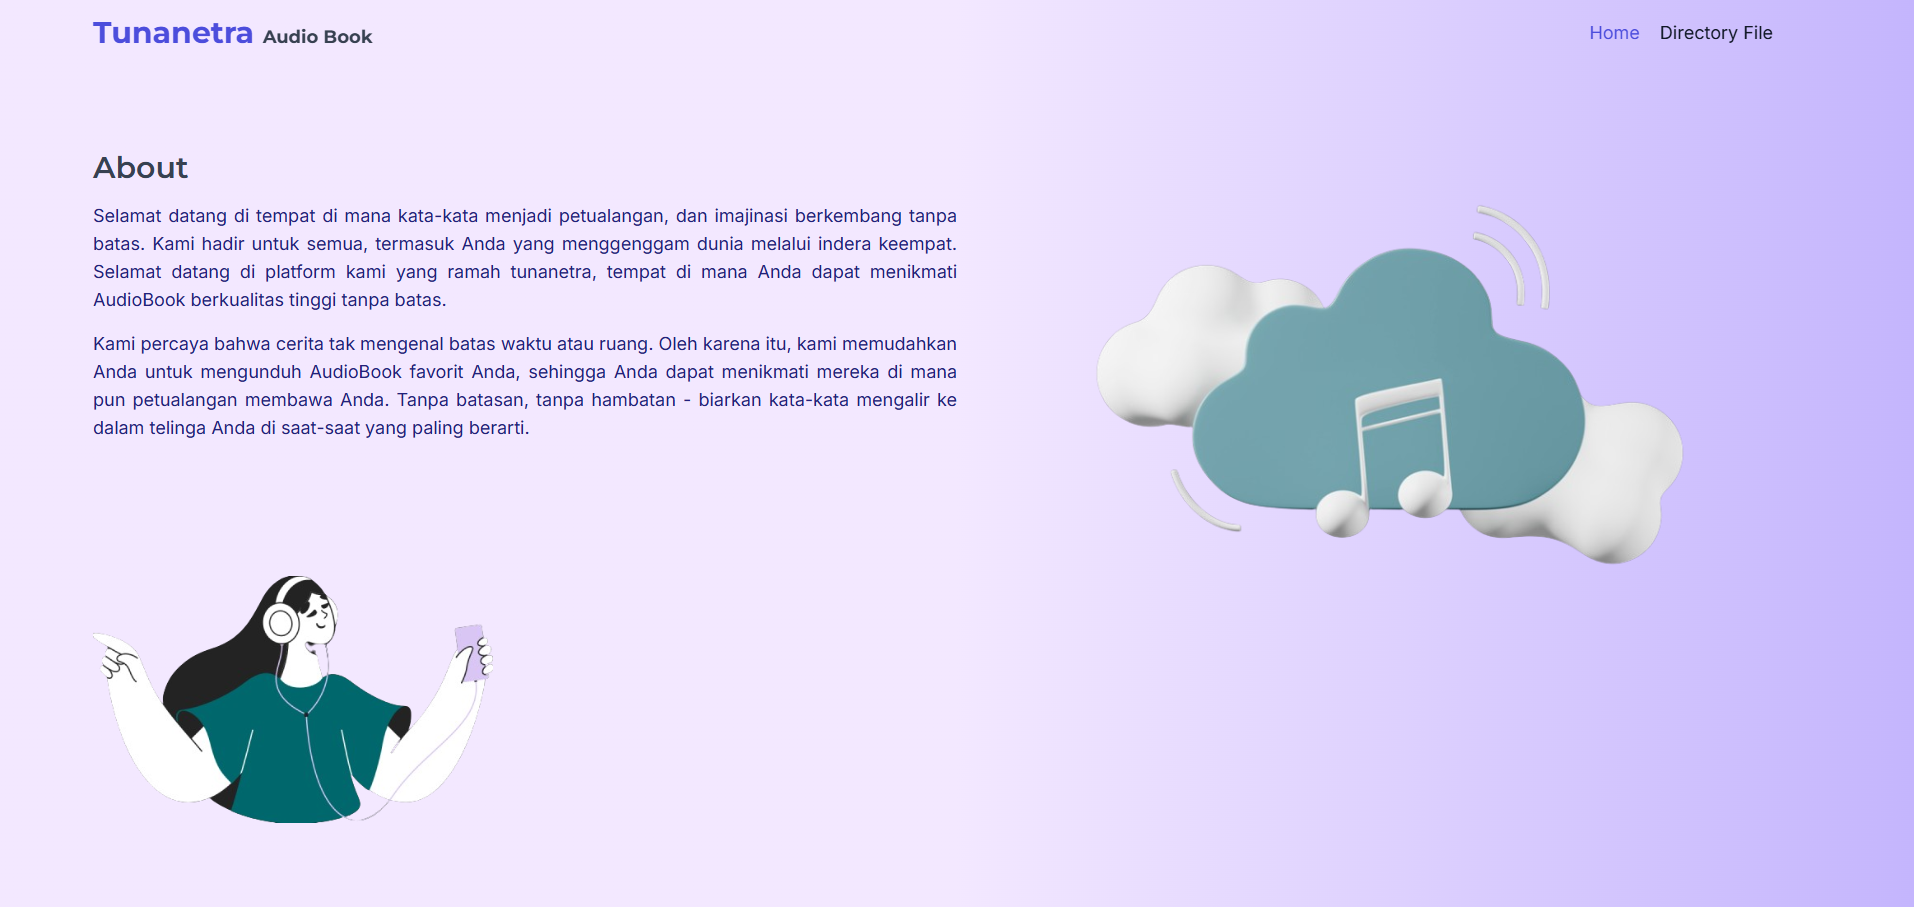 Tunanetra Audio Book
Home Directory File
About
Selamat datang di tempat di mana kata-kata menjadi petualangan, dan imajinasi berkembang tanpa
batas. Kami hadir untuk semua, termasuk Anda yang menggenggam dunia melalui indera keempat.
Selamat datang di platform kami yang ramah tunanetra, tempat di mana Anda dapat menikmati
AudioBook berkualitas tinggi tanpa batas.
Kami percaya bahwa cerita tak mengenal batas waktu atau ruang. Oleh karena itu, kami memudahkan
Anda untuk mengunduh AudioBook favorit Anda, sehingga Anda dapat menikmati mereka di mana
pun petualangan membawa Anda. Tanpa batasan, tanpa hambatan - biarkan kata-kata mengalir ke
dalam telinga Anda di saat-saat yang paling berarti.